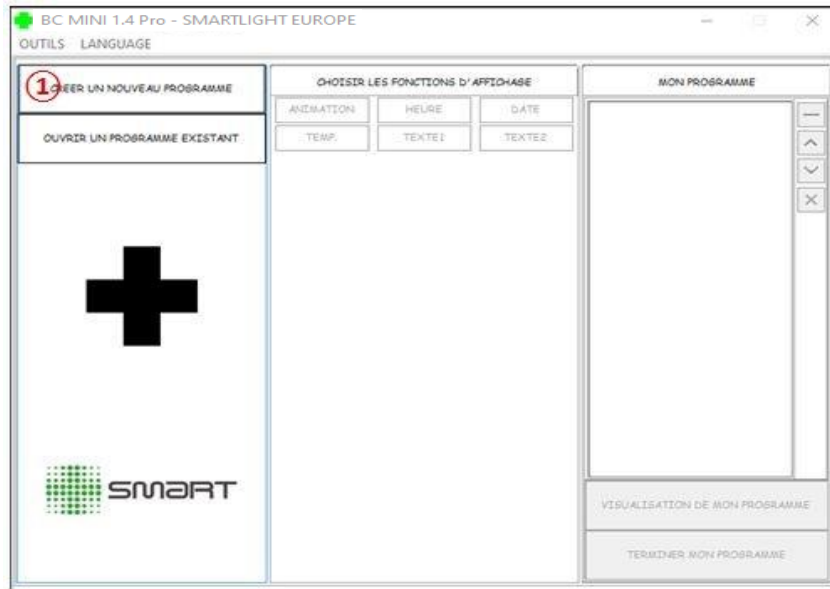 BC MINI 1.4 Pro - SMARTLIGHT EUROPE
OUTILS LANGUAGE
① CREER UN NOUVEAU PROGRAMME
OUVRIR UN PROGRAMME EXISTANT
SMART
CHOISIR LES FONCTIONS D'AFFICHAGE
ANIMATION HEURE DATE
TEMP. TEXTE1 TEXTE2
MON PROGRAMME
VISUALISATION DE MON PROGRAMME
TERMINER MON PROGRAMME